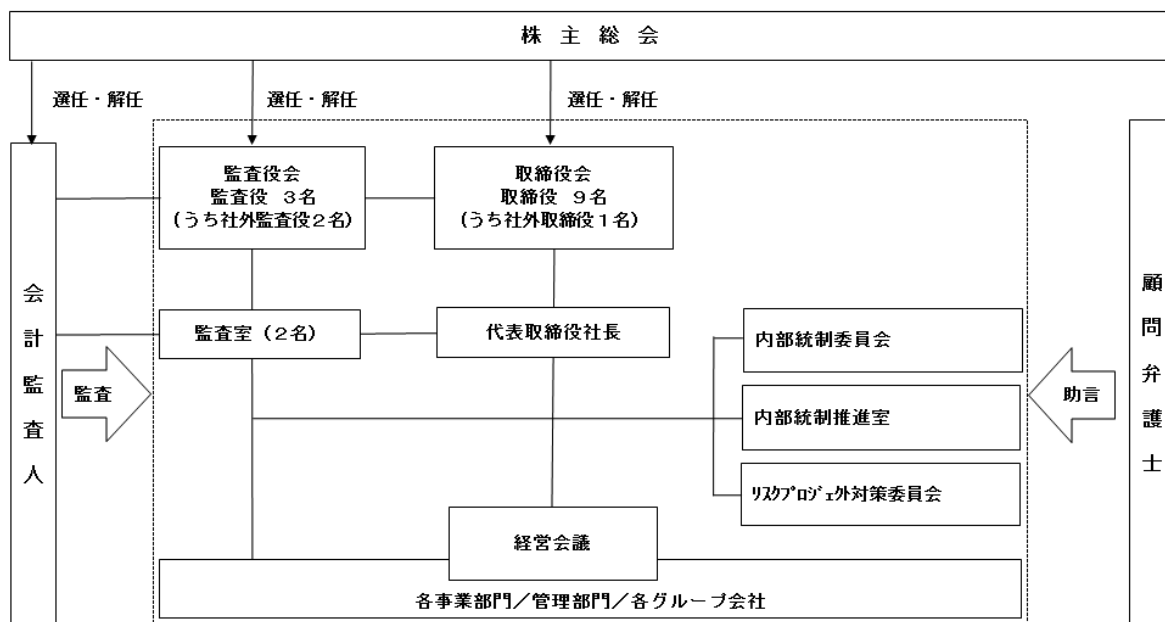 株主総会
選任・解任
選任・解任
選任・解任
監査役会
監査役 3名
(うち社外監査役2名)
取締役会
取締役 9名
(うち社外取締役1名)
会計監査人
顧問弁護士
監査室 (2名)
代表取締役社長
内部統制委員会
監査
助言
内部統制推進室
ﾘｽｸﾌﾟﾛｼﾞｪｸﾄ対策委員会
経営会議
各事業部門/管理部門/各グループ会社